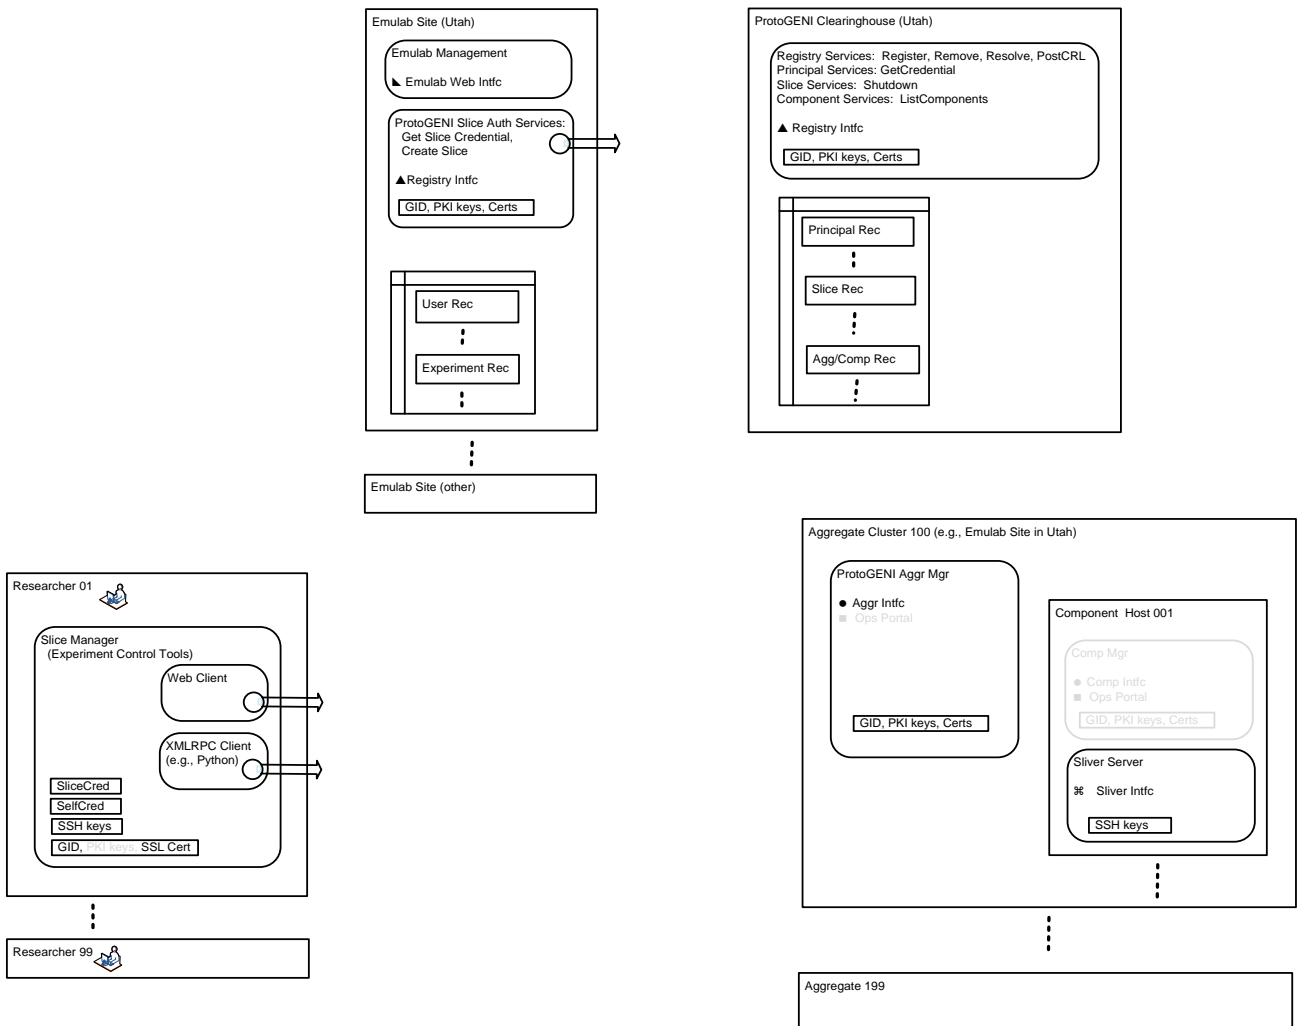 Emulab Site (Utah)
Emulab Management
◣ Emulab Web Intfc
ProtoGENI Slice Auth Services:
Get Slice Credential,
Create Slice
▲Registry Intfc
GID, PKI keys, Certs
User Rec
Experiment Rec
Emulab Site (other)
ProtoGENI Clearinghouse (Utah)
Registry Services:  Register, Remove, Resolve, PostCRL
Principal Services: GetCredential
Slice Services:  Shutdown
Component Services:  ListComponents
▲ Registry Intfc
GID, PKI keys, Certs
Principal Rec
Slice Rec
Agg/Comp Rec
Researcher 01
Slice Manager
(Experiment Control Tools)
Web Client
XMLRPC Client
(e.g., Python)
SliceCred
SelfCred
SSH keys
GID, PKI keys, SSL Cert
Researcher 99
Aggregate Cluster 100 (e.g., Emulab Site in Utah)
ProtoGENI Aggr Mgr
● Aggr Intfc
■ Ops Portal
GID, PKI keys, Certs
Component  Host 001
Comp Mgr
● Comp Intfc
■ Ops Portal
GID, PKI keys, Certs
Sliver Server
⌘ Sliver Intfc
SSH keys
Aggregate 199